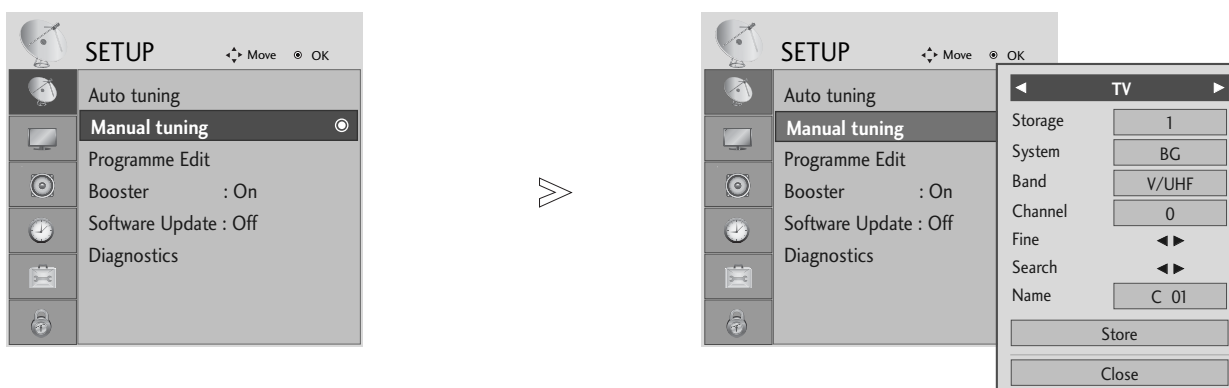 SETUP Move OK
Auto tuning
Manual tuning
Programme Edit
Booster : On
Software Update : Off
Diagnostics
SETUP Move OK
Auto tuning
Manual tuning
Programme Edit
Booster : On
Software Update : Off
Diagnostics
◀ TV ▶
Storage 1
System BG
Band V/UHF
Channel 0
Fine ◀ ▶
Search ◀ ▶
Name C 01
Store
Close